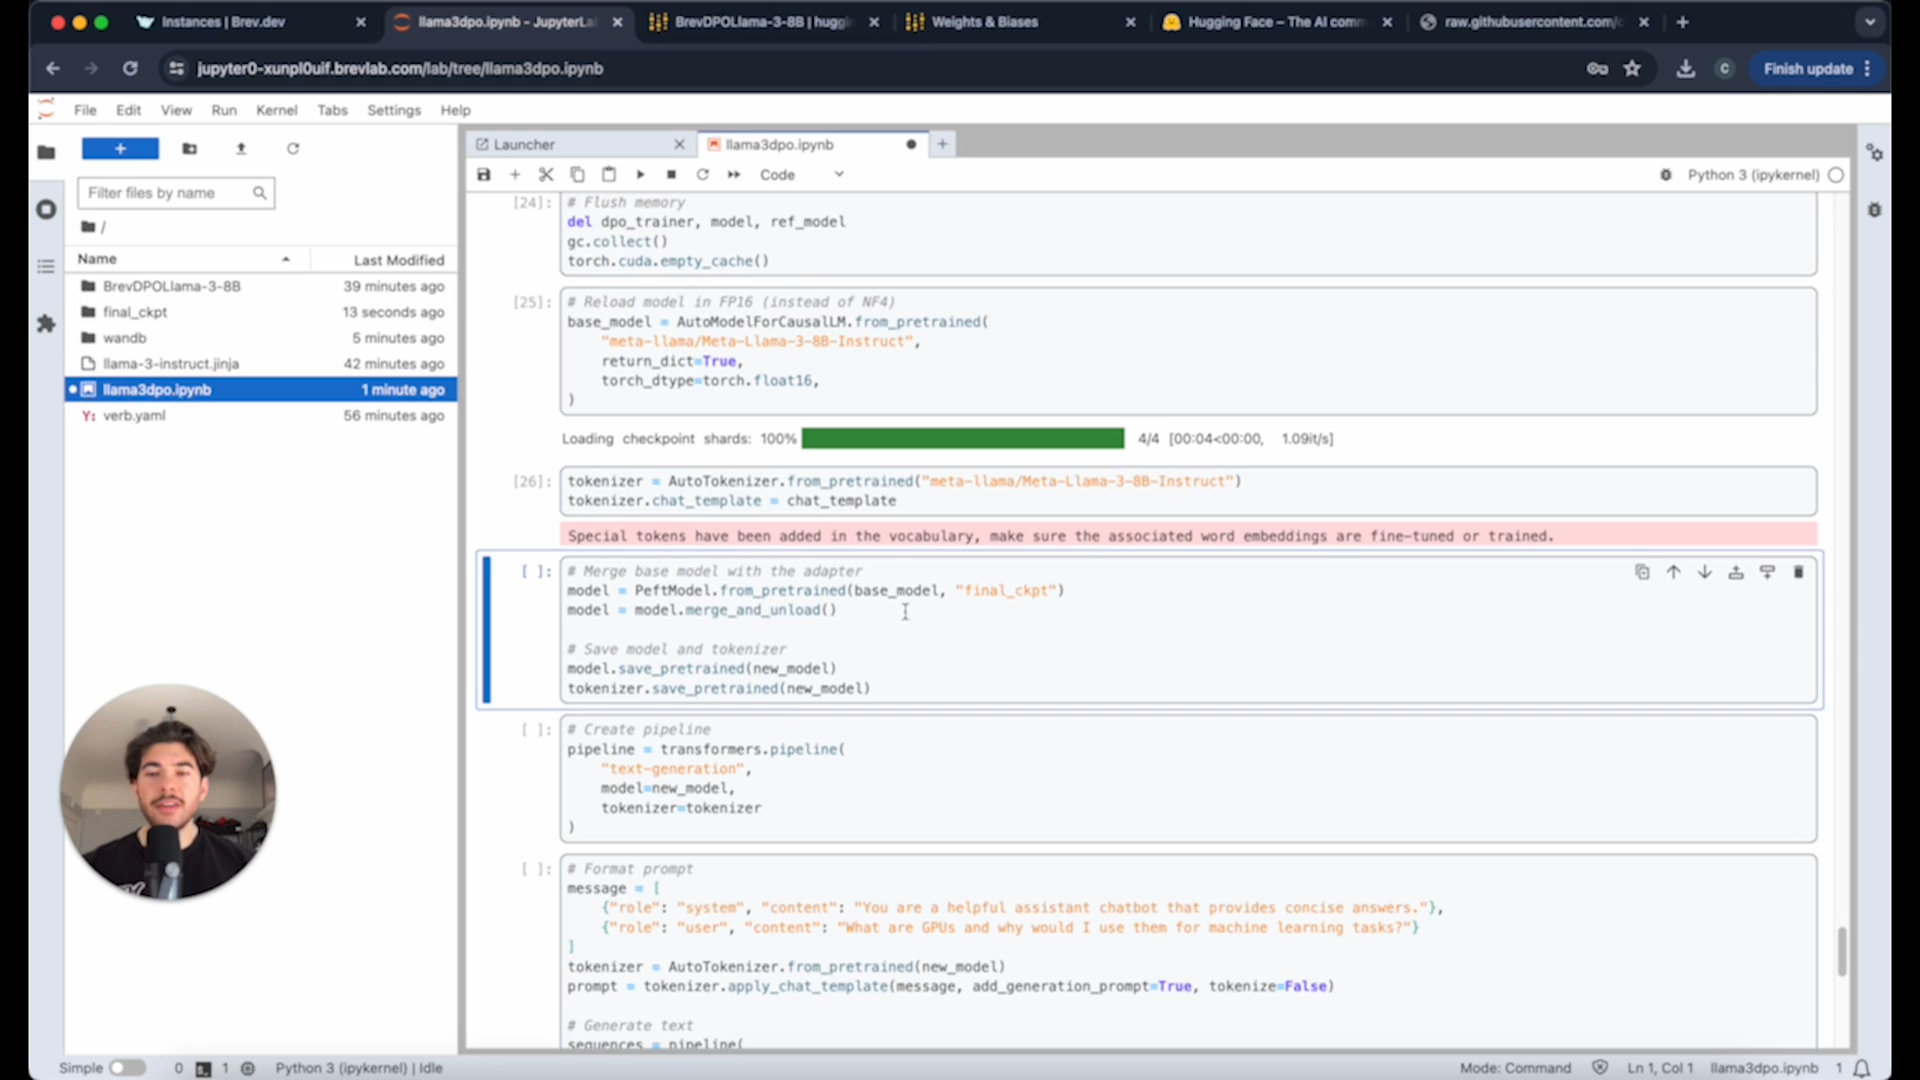 Instances | Brev.dev
llama3dpo.ipynb - JupyterLa
BrevDPOLlama-3-8B | huggi
Weights & Biases
Hugging Face – The AI comm
raw.githubusercontent.com/
jupyter0-xunpl0uif.brevlab.com/lab/tree/llama3dpo.ipynb
C
Finish update
File Edit View Run Kernel Tabs Settings Help
Filter files by name
/
Name Last Modified
BrevDPOLlama-3-8B 39 minutes ago
final_ckpt 13 seconds ago
wandb 5 minutes ago
llama-3-instruct.jinja 42 minutes ago
llama3dpo.ipynb 1 minute ago
Y: verb.yaml 56 minutes ago
Launcher
llama3dpo.ipynb
Code
Python 3 (ipykernel)
[24]: # Flush memory
del dpo_trainer, model, ref_model
gc.collect()
torch.cuda.empty_cache()
[25]: # Reload model in FP16 (instead of NF4)
base_model = AutoModelForCausalLM.from_pretrained(
"meta-llama/Meta-Llama-3-8B-Instruct",
return_dict=True,
torch_dtype=torch.float16,
)
Loading checkpoint shards: 100% 4/4 [00:04<00:00, 1.09it/s]
[26]: tokenizer = AutoTokenizer.from_pretrained("meta-llama/Meta-Llama-3-8B-Instruct")
tokenizer.chat_template = chat_template
Special tokens have been added in the vocabulary, make sure the associated word embeddings are fine-tuned or trained.
[ ]: # Merge base model with the adapter
model = PeftModel.from_pretrained(base_model, "final_ckpt")
model = model.merge_and_unload()
# Save model and tokenizer
model.save_pretrained(new_model)
tokenizer.save_pretrained(new_model)
[ ]: # Create pipeline
pipeline = transformers.pipeline(
"text-generation",
model=new_model,
tokenizer=tokenizer
)
[ ]: # Format prompt
message = [
{"role": "system", "content": "You are a helpful assistant chatbot that provides concise answers."},
{"role": "user", "content": "What are GPUs and why would I use them for machine learning tasks?"}
]
tokenizer = AutoTokenizer.from_pretrained(new_model)
prompt = tokenizer.apply_chat_template(message, add_generation_prompt=True, tokenize=False)
# Generate text
sequences = pipeline(
Simple 0 1 Python 3 (ipykernel) | Idle
Mode: Command Ln 1, Col 1 llama3dpo.ipynb 1